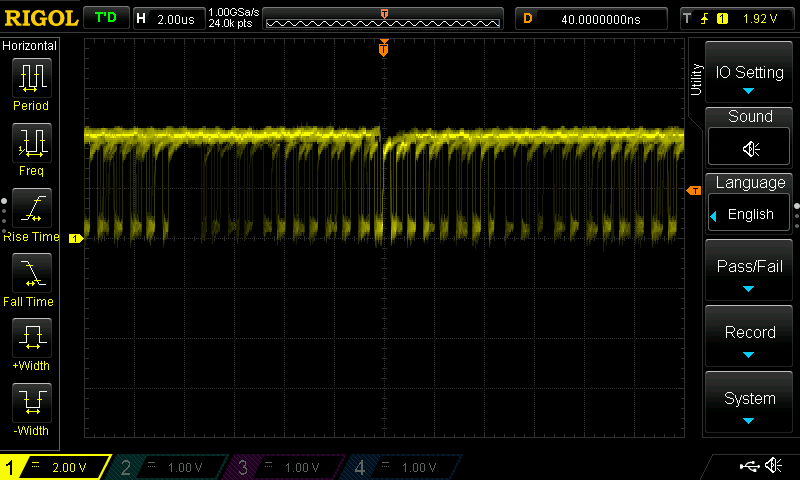 RIGOL T'D H 2.00us 1.00GSa/s 24.0k pts D 40.0000000ns T 1 1.92 V
Horizontal
Period
Freq
Rise Time
Fall Time
+Width
-Width
T
T
1
Utility
IO Setting
Sound
Language
English
Pass/Fail
Record
System
1 2.00 V 2 1.00 V 3 1.00 V 4 1.00 V